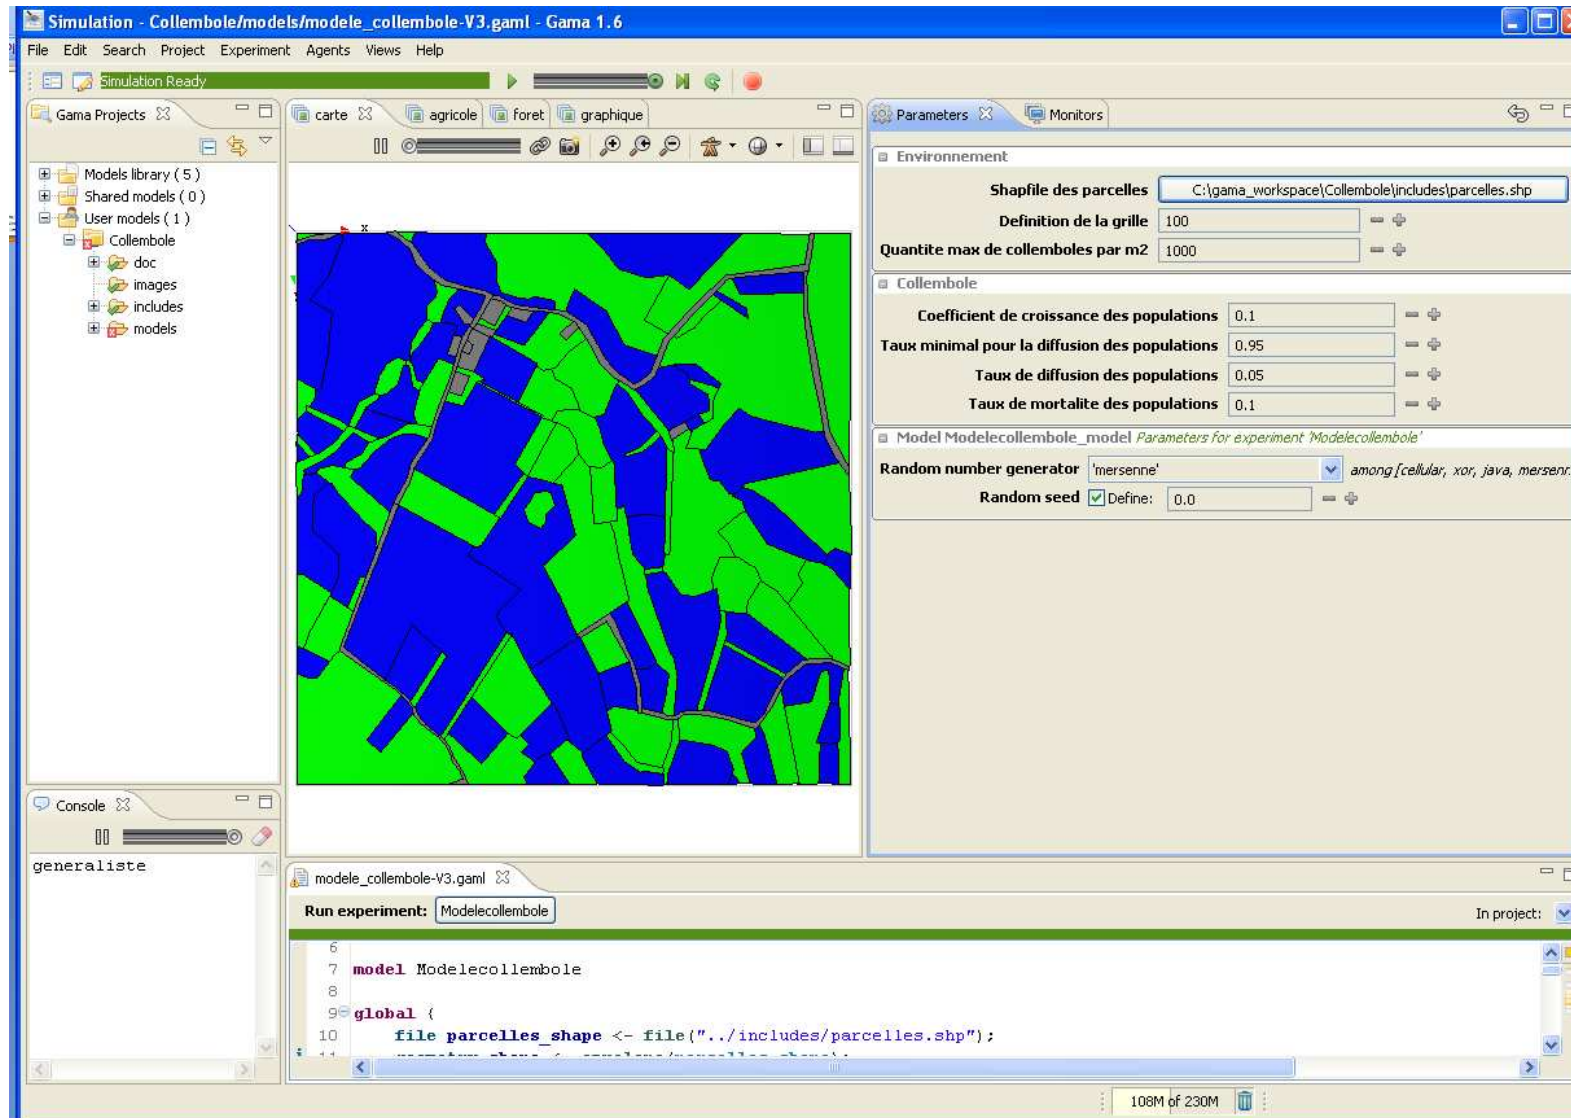 Simulation - Collembole/models/modele_collembole-V3.gaml - Gama 1.6
File Edit Search Project Experiment Agents Views Help
Simulation Ready
Gama Projects
Models library ( 5 )
Shared models ( 0 )
User models ( 1 )
Collembole
doc
images
includes
models
carte agricole foret graphique
x
Parameters Monitors
Environnement
Shapfile des parcelles C:\gama_workspace\Collembole\includes\parcelles.shp
Definition de la grille 100
Quantite max de collemboles par m2 1000
Collembole
Coefficient de croissance des populations 0.1
Taux minimal pour la diffusion des populations 0.95
Taux de diffusion des populations 0.05
Taux de mortalite des populations 0.1
Model Modelecollembole_model Parameters for experiment 'Modelecollembole'
Random number generator 'mersenne' among [cellular, xor, java, mersenr
Random seed Define: 0.0
Console
generaliste
modele_collembole-V3.gaml
Run experiment: Modelecollembole
In project:
6
7 model Modelecollembole
8
9 global {
10 file parcelles_shape <- file("../includes/parcelles.shp");
108M of 230M